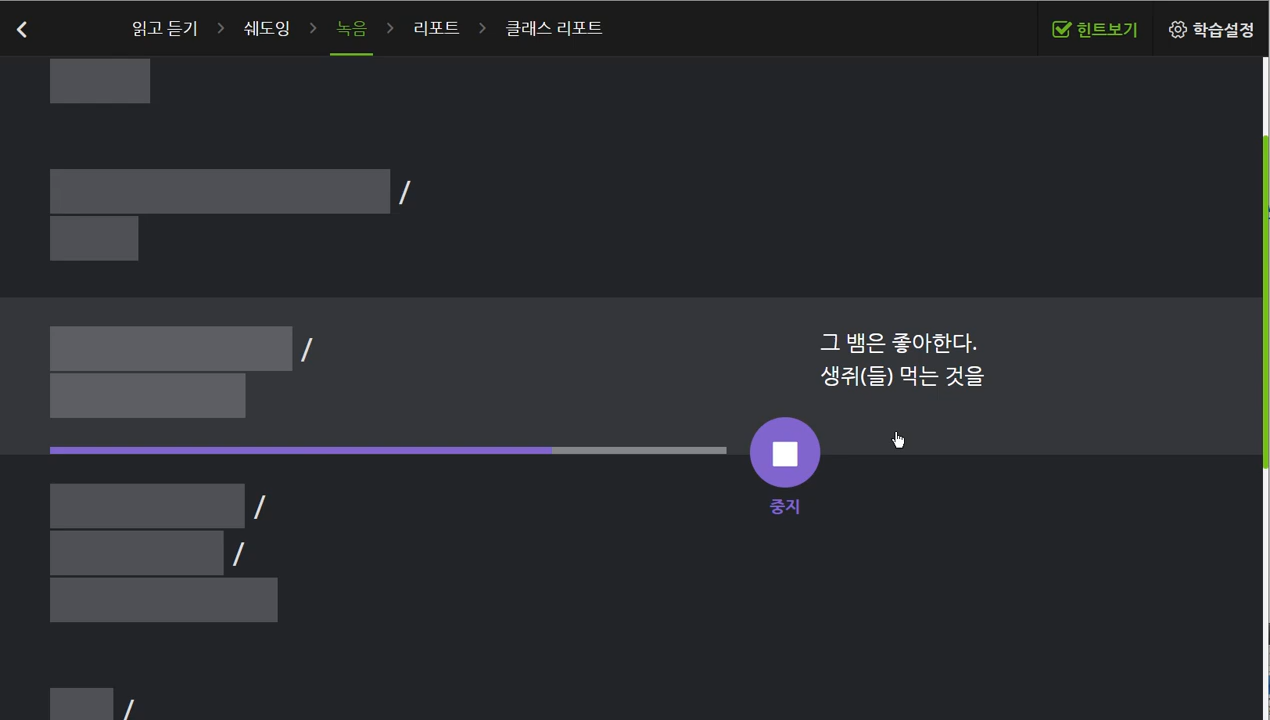 읽고 듣기 > 쉐도잉 > 녹음 > 리포트 > 클래스 리포트 힌트보기 학습설정
/
그 뱀은 좋아한다.
/
생쥐(들) 먹는 것을
중지
/
/
/